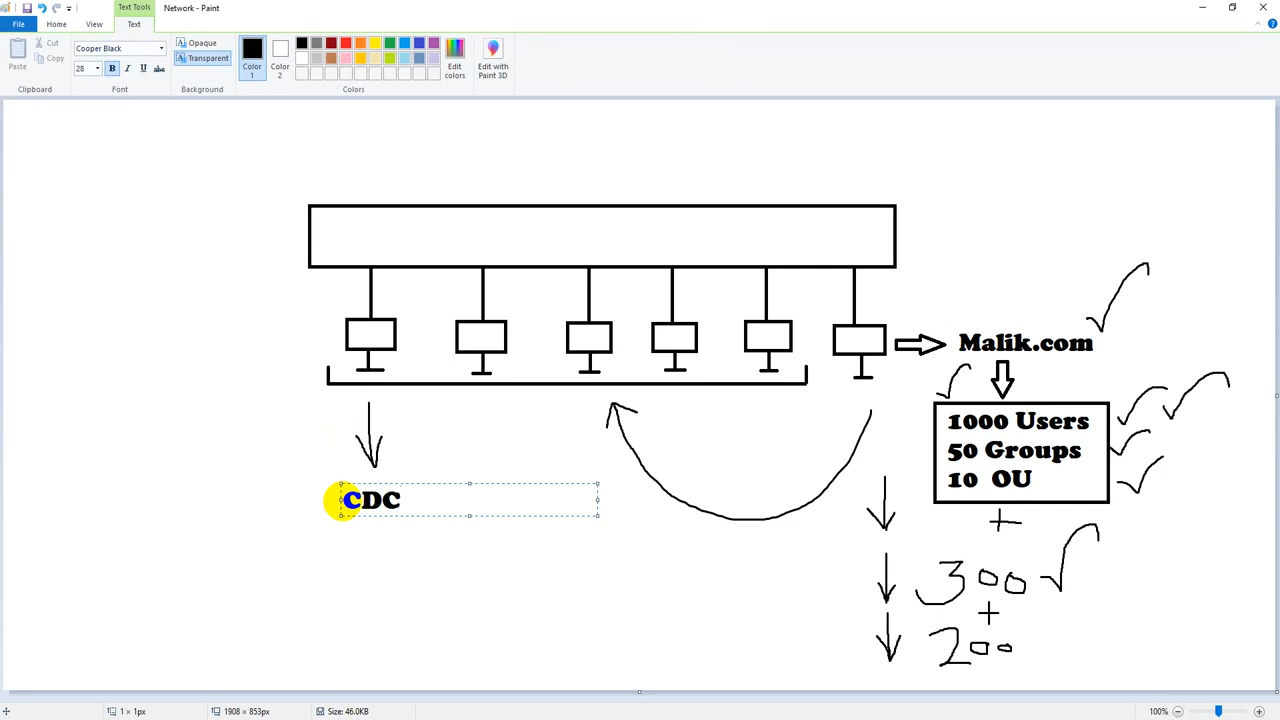 Network - Paint
Text Tools
File
Home
View
Text
Paste
Cut
Copy
Clipboard
Cooper Black
28
B I U abc
Font
Opaque
Transparent
Background
Color 1
Color 2
Edit colors
Colors
Edit with Paint 3D
Malik.com
1000 Users
50 Groups
10 OU
+
300
+
200
CDC
1 × 1px
1908 × 853px
Size: 46.0KB
100%